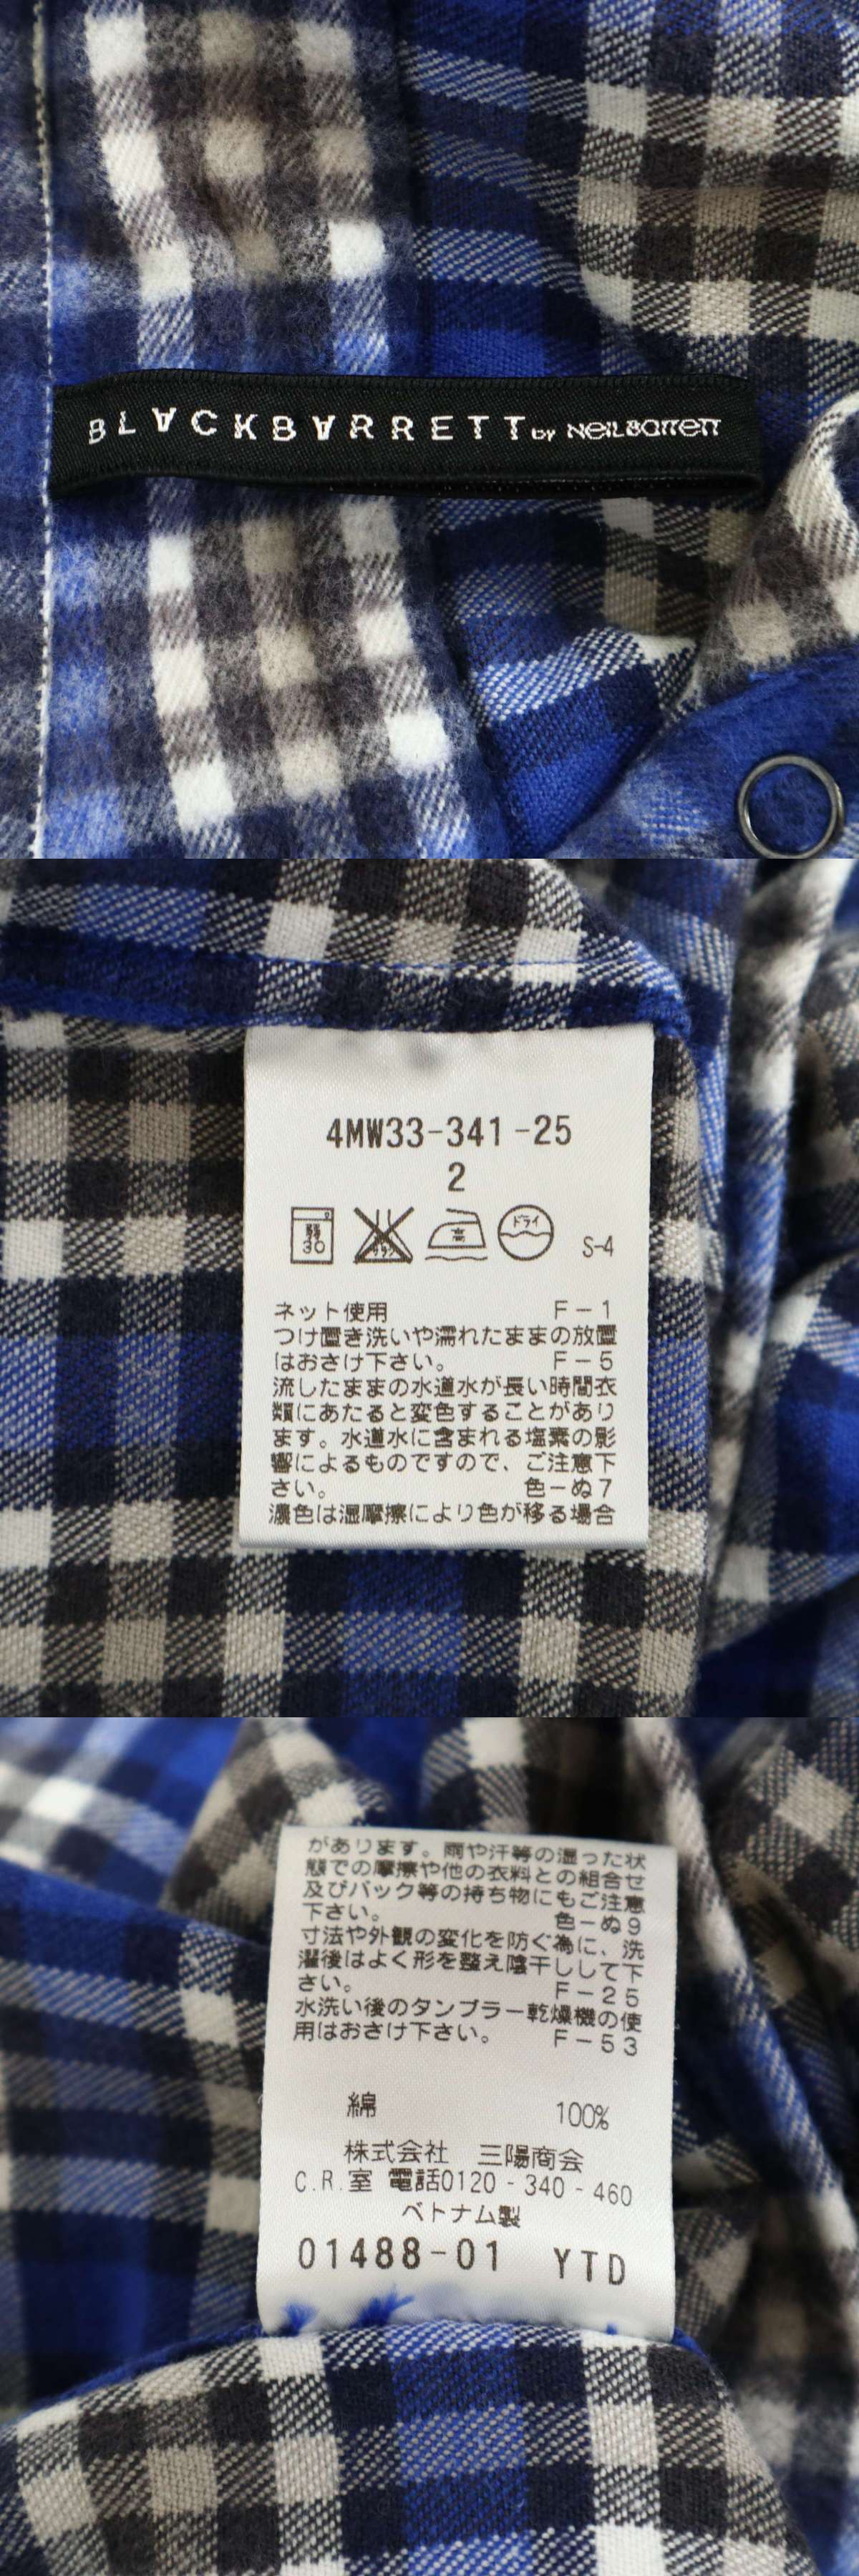 BLACKBARRETT by NEIL BARRETT
4MW33-341-25
2
弱
30
高
ドライ
S-4
ネット使用 F-1
つけ置き洗いや濡れたままの放置
はおさけ下さい。 F-5
流したままの水道水が長い時間衣
類にあたると変色することがあり
ます。水道水に含まれる塩素の影
響によるものですので、ご注意下
さい。 色-ぬ7
濃色は湿摩擦により色が移る場合
があります。雨や汗等の湿った状
態での摩擦や他の衣料との組合せ
及びバック等の持ち物にもご注意
下さい。 色-ぬ9
寸法や外観の変化を防ぐ為に、洗
濯後はよく形を整え陰干しして下
さい。 F-25
水洗い後のタンブラー乾燥機の使
用はおさけ下さい。 F-53
綿 100%
株式会社 三陽商会
C.R.室 電話0120-340-460
ベトナム製
01488-01 YTD